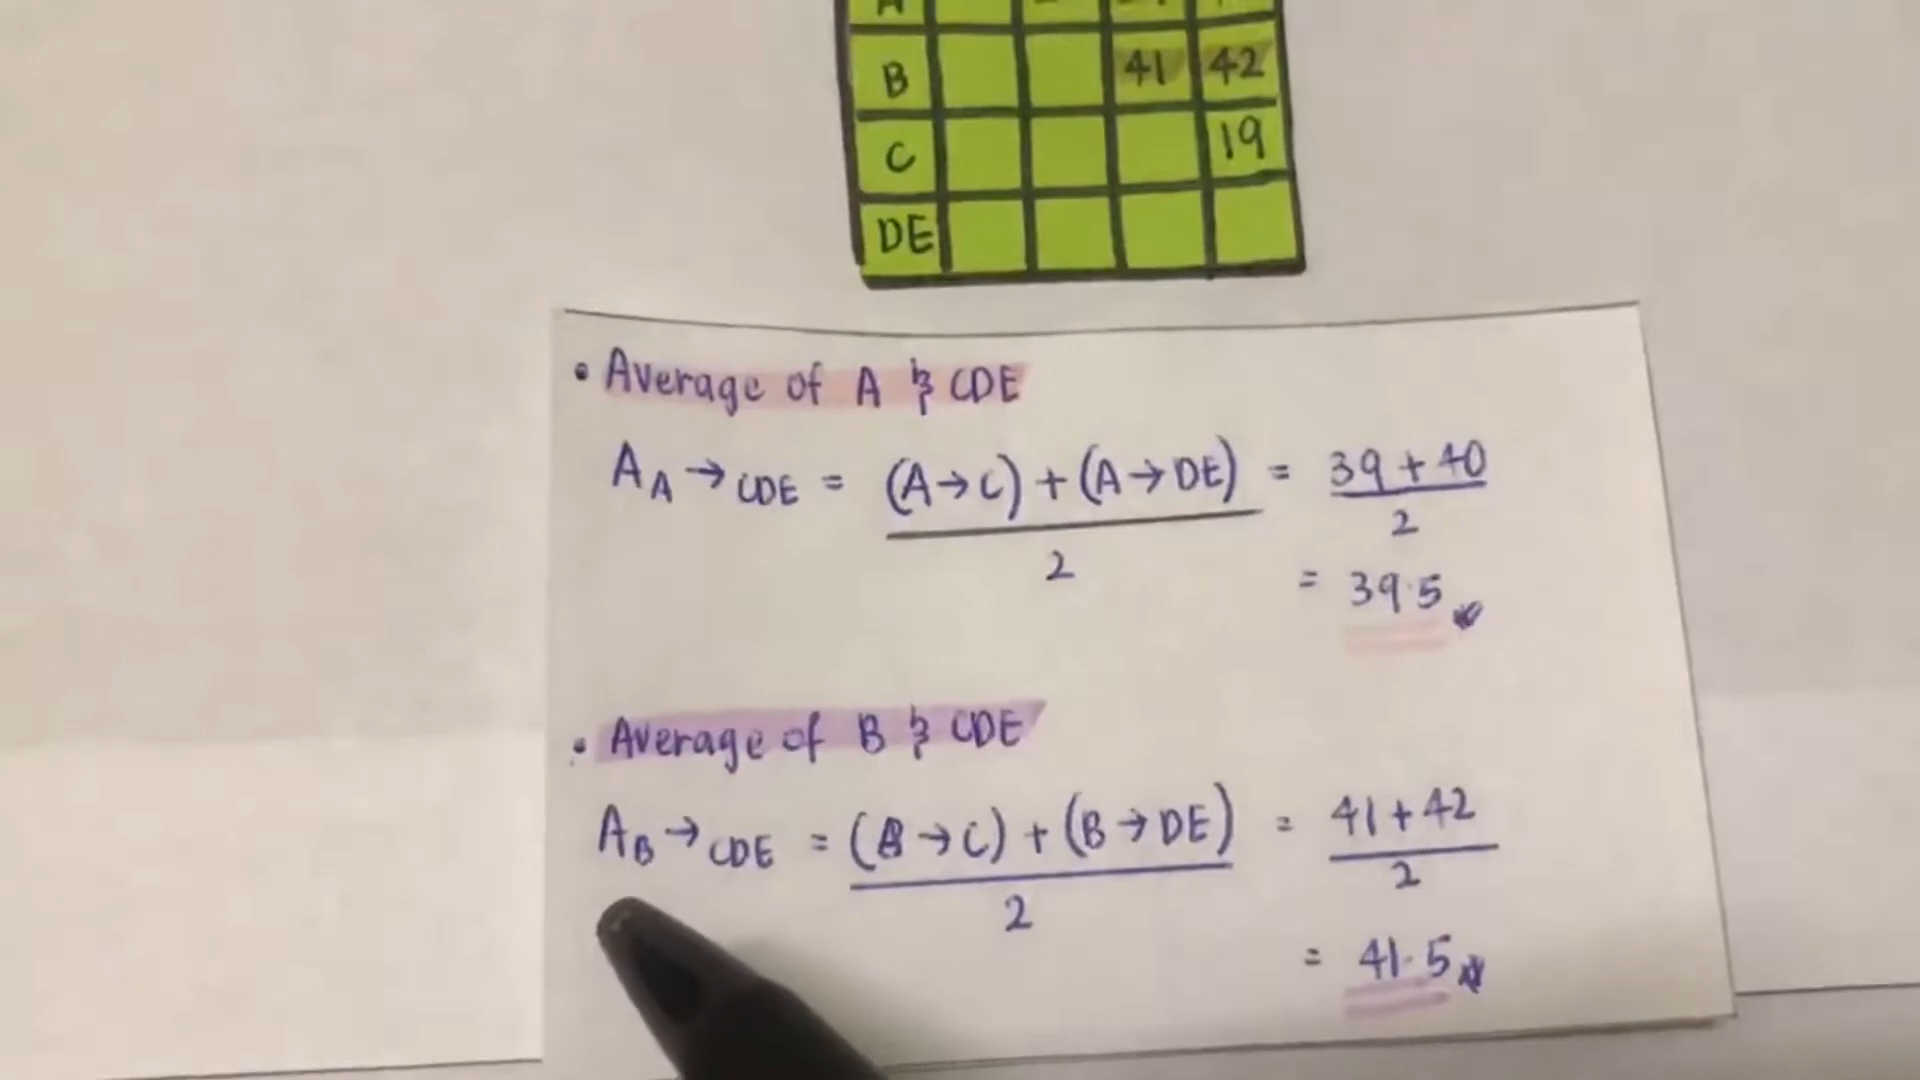 B 41 42
C 19
DE
• Average of A & CDE
A A → CDE = (A→C) + (A→DE) = 39 + 40
2 2
= 39.5
• Average of B & CDE
A B → CDE = (B→C) + (B→DE) = 41 + 42
2 2
= 41.5